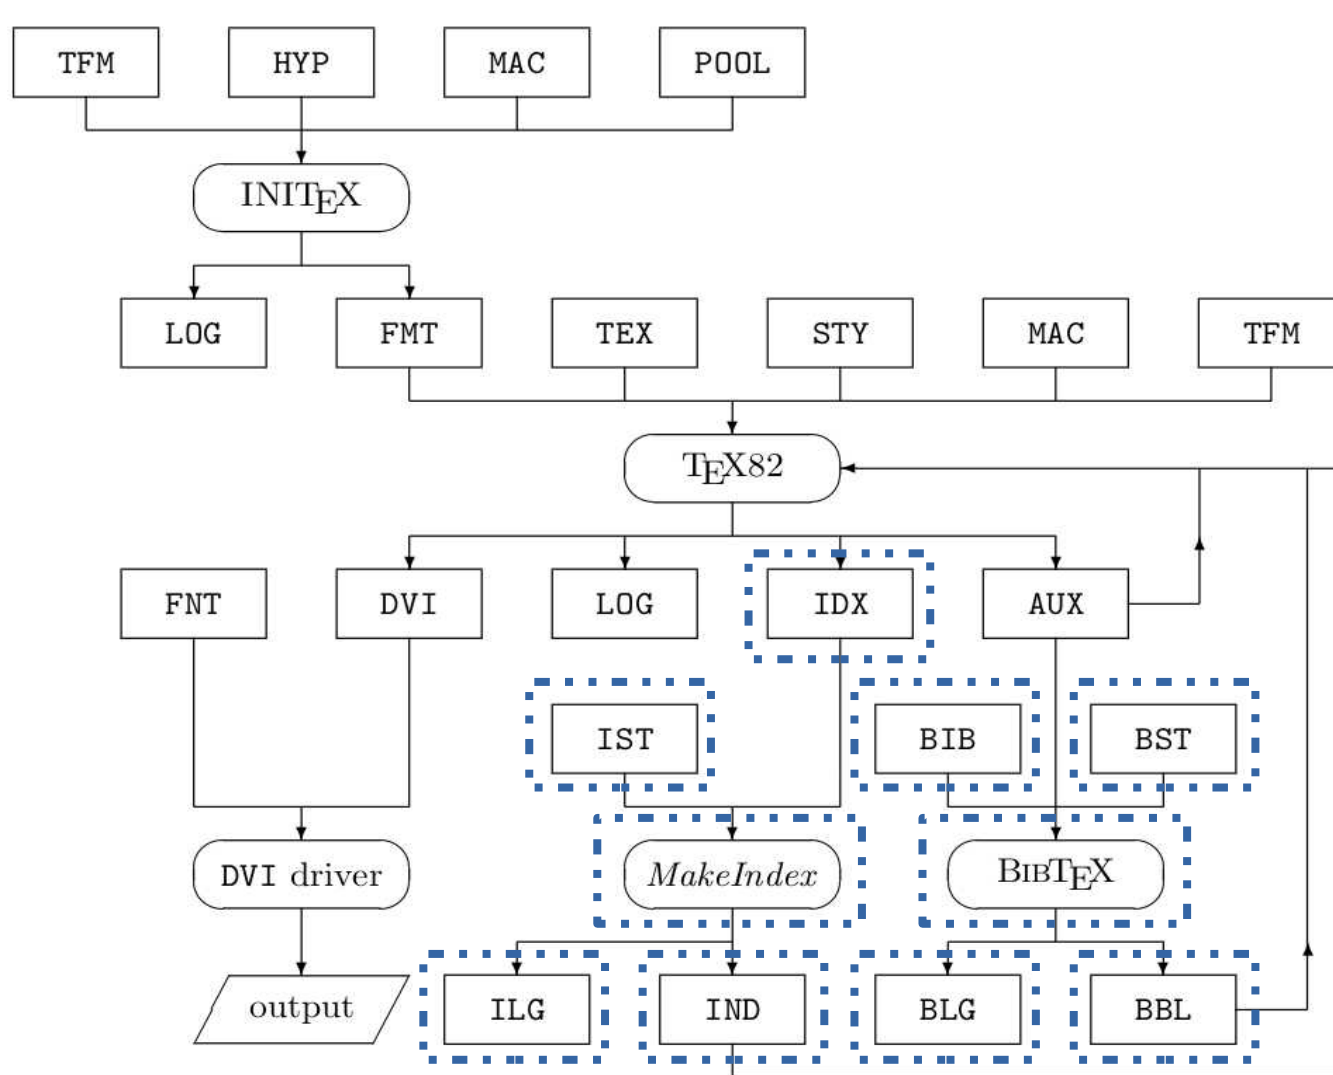 TFM HYP MAC POOL
INITEX
LOG FMT TEX STY MAC TFM
TEX82
FNT DVI LOG IDX AUX
IST BIB BST
DVI driver MakeIndex BIBTEX
output ILG IND BLG BBL